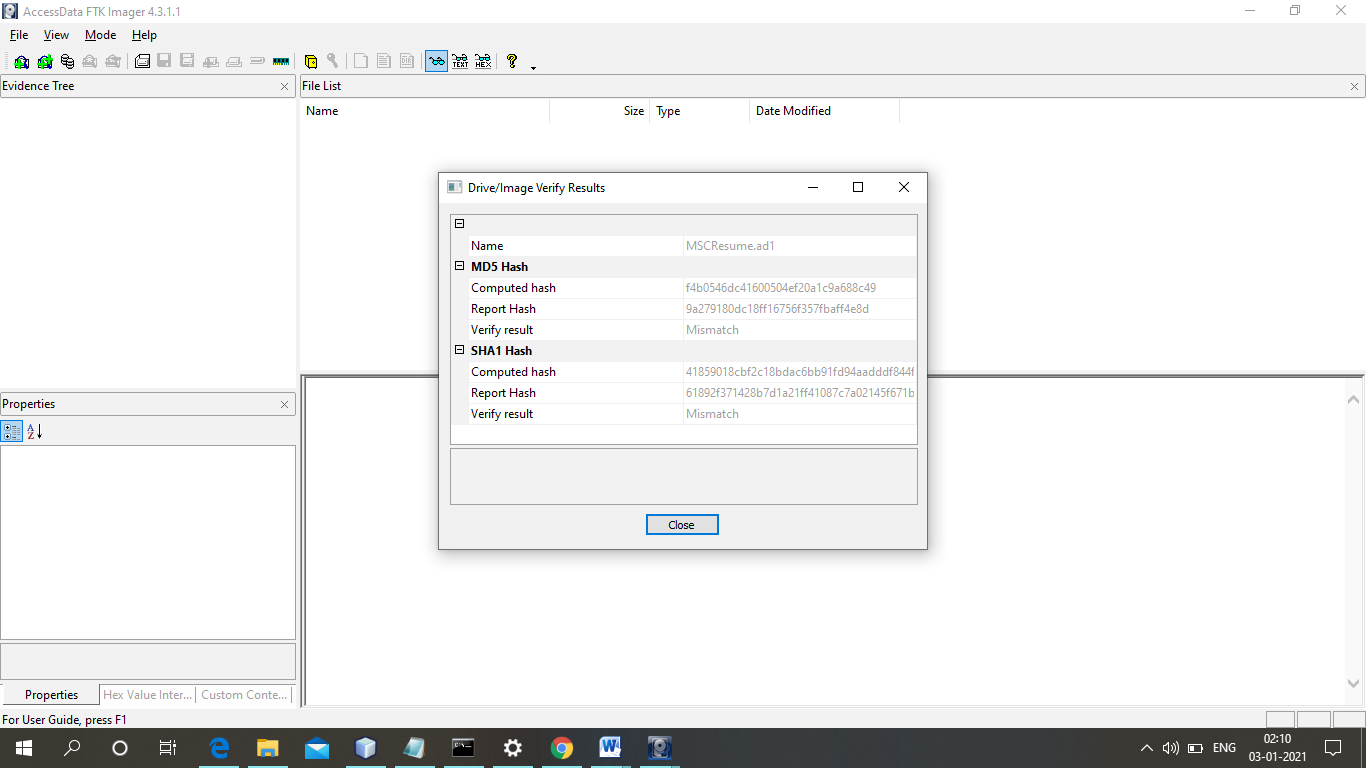 AccessData FTK Imager 4.3.1.1
File View Mode Help
TEXT HEX
Evidence Tree
File List
Name Size Type Date Modified
Drive/Image Verify Results
Name MSCResume.ad1
MD5 Hash
Computed hash f4b0546dc41600504ef20a1c9a688c49
Report Hash 9a279180dc18ff16756f357fbaff4e8d
Verify result Mismatch
SHA1 Hash
Computed hash 41859018cbf2c18bdac6bb91fd94aadddf844f
Report Hash 61892f371428b7d1a21ff41087c7a02145f671b
Verify result Mismatch
Close
Properties
A
Z
Properties Hex Value Inter... Custom Conte...
For User Guide, press F1
ENG
02:10
03-01-2021